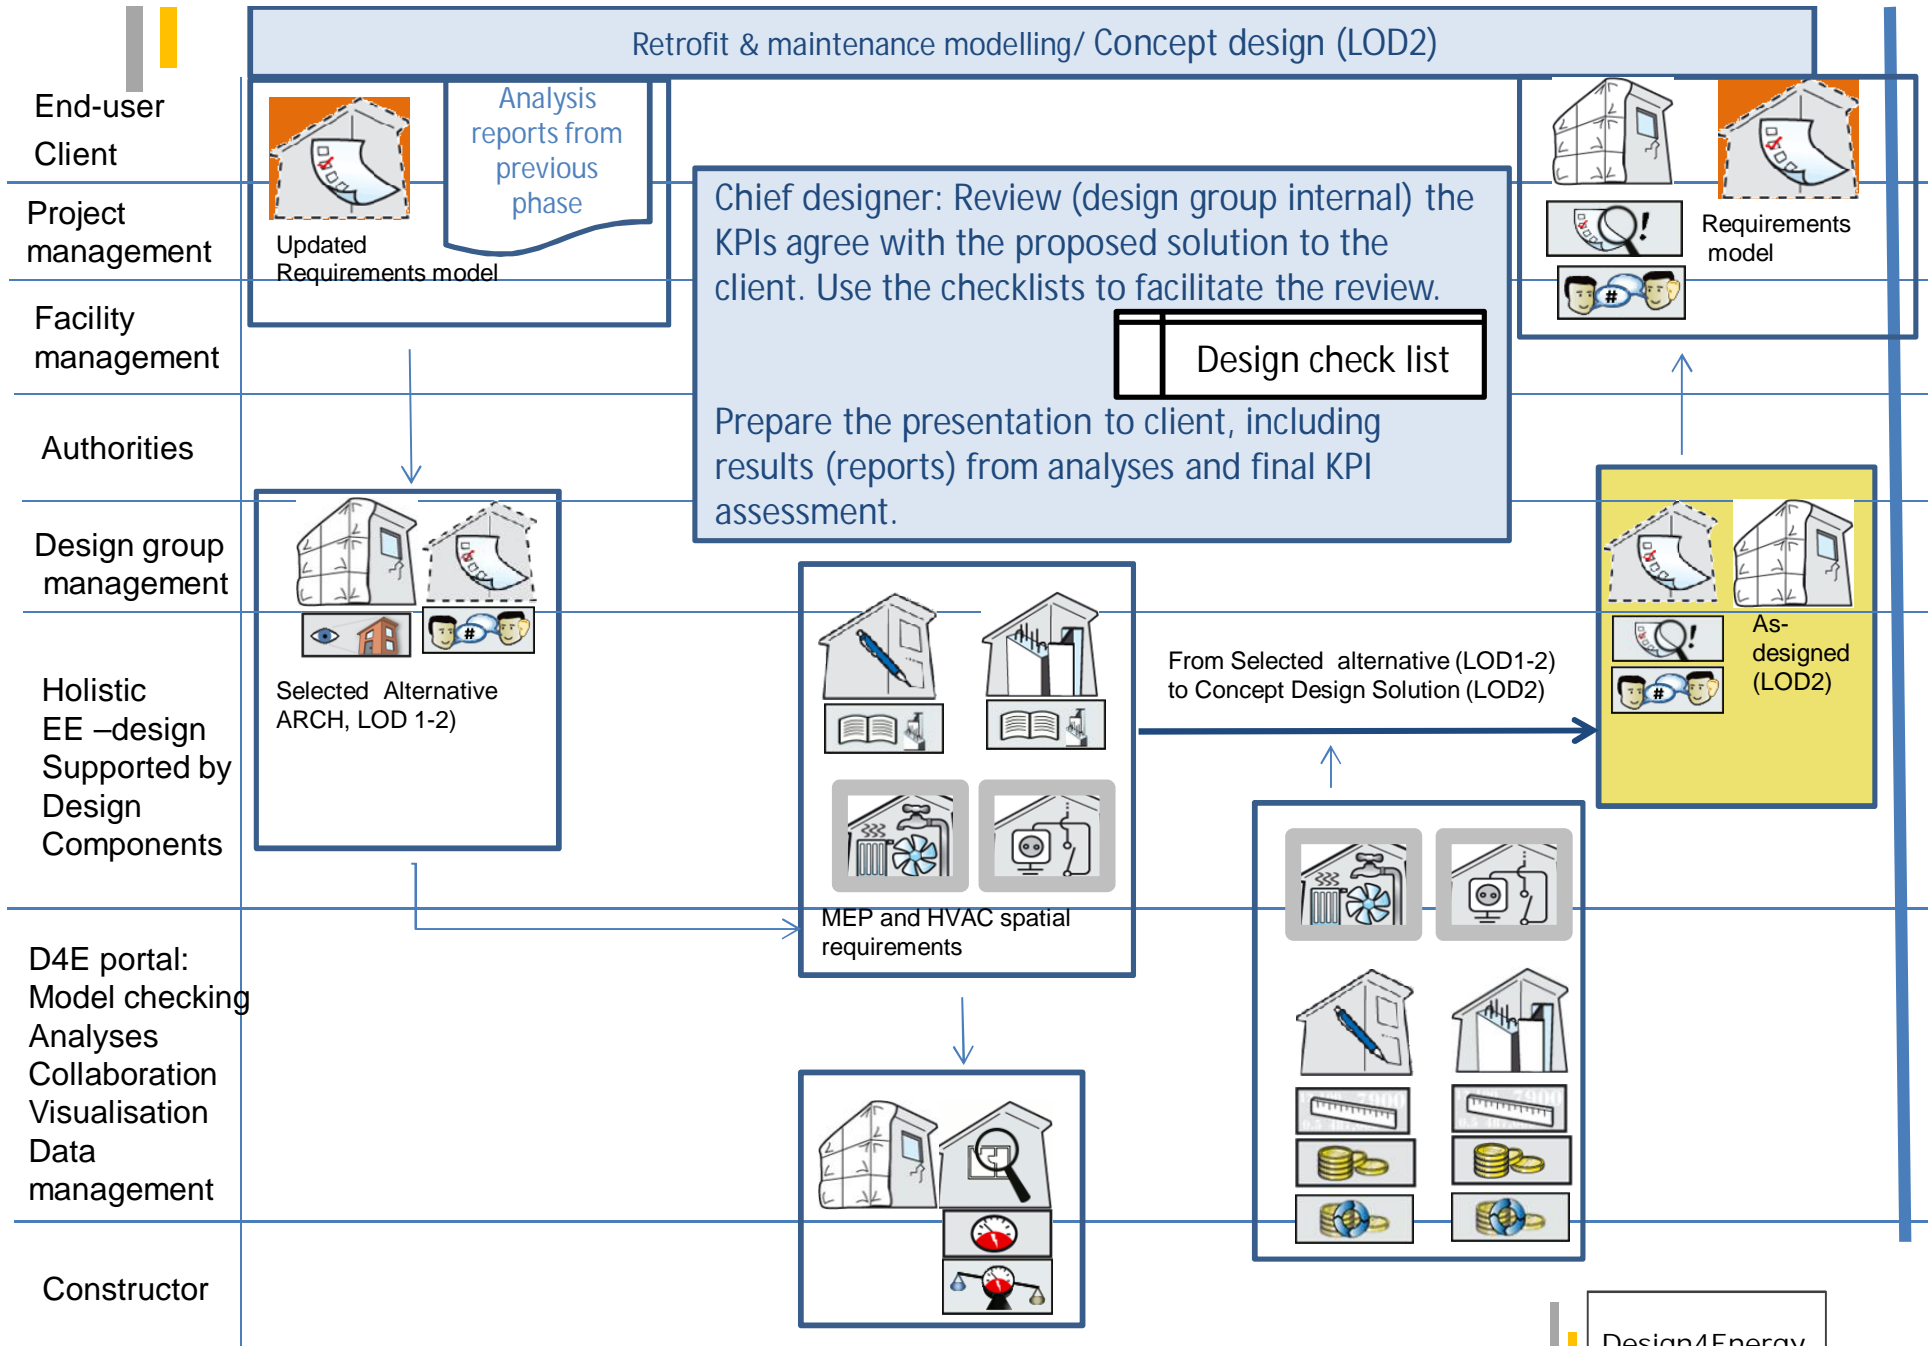 Retrofit & maintenance modelling/ Concept design (LOD2)
End-user
Client
Project
management
Facility
management
Authorities
Design group
management
Holistic
EE –design
Supported by
Design
Components
D4E portal:
Model checking
Analyses
Collaboration
Visualisation
Data
management
Constructor
Updated
Requirements model
Analysis
reports from
previous
phase
Chief designer: Review (design group internal) the
KPIs agree with the proposed solution to the
client. Use the checklists to facilitate the review.
Design check list
Prepare the presentation to client, including
results (reports) from analyses and final KPI
assessment.
!
Requirements
model
#
#
Selected Alternative
ARCH, LOD 1-2)
MEP and HVAC spatial
requirements
From Selected alternative (LOD1-2)
to Concept Design Solution (LOD2)
!
#
As-
designed
(LOD2)
7900
7900
Design4Energy